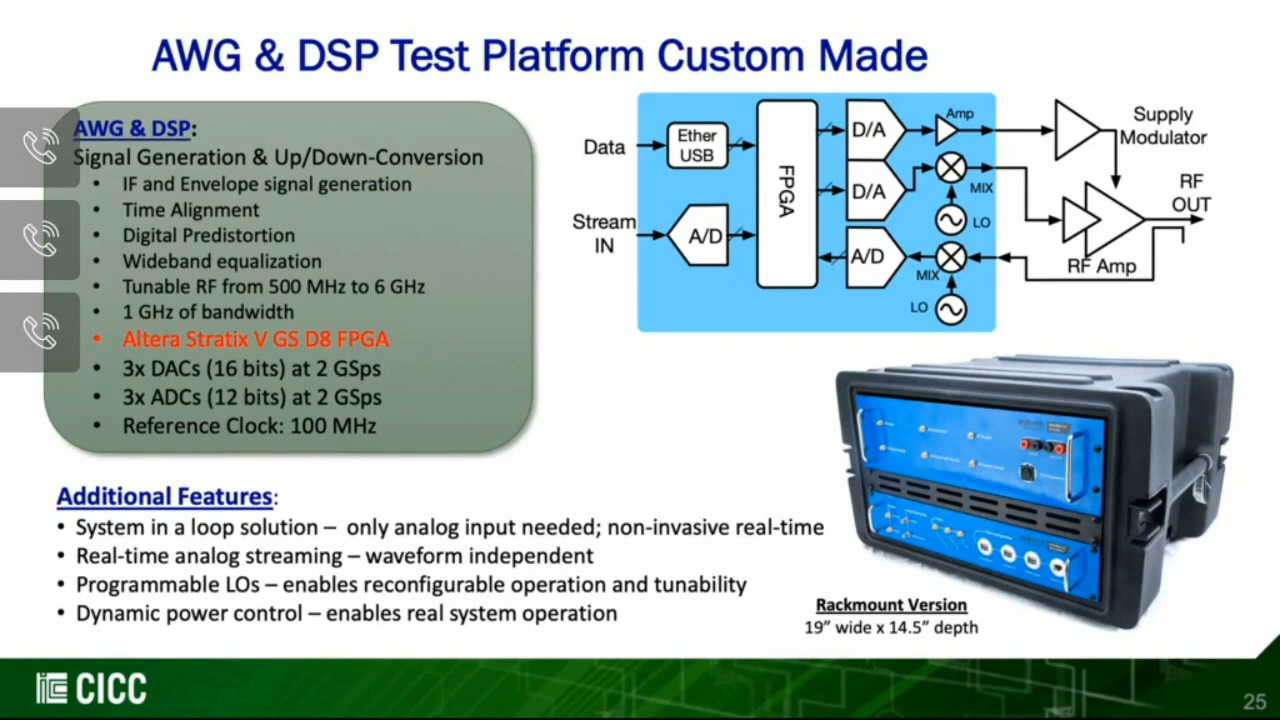 AWG & DSP Test Platform Custom Made
AWG & DSP:
Signal Generation & Up/Down-Conversion
• IF and Envelope signal generation
• Time Alignment
• Digital Predistortion
• Wideband equalization
• Tunable RF from 500 MHz to 6 GHz
• 1 GHz of bandwidth
• Altera Stratix V GS D8 FPGA
• 3x DACs (16 bits) at 2 GSps
• 3x ADCs (12 bits) at 2 GSps
• Reference Clock: 100 MHz
Data
Ether
USB
Stream
IN
A/D
FPGA
D/A
D/A
A/D
Amp
MIX
LO
MIX
LO
Supply
Modulator
RF
OUT
RF Amp
Additional Features:
• System in a loop solution – only analog input needed; non-invasive real-time
• Real-time analog streaming – waveform independent
• Programmable LOs – enables reconfigurable operation and tunability
• Dynamic power control – enables real system operation
Rackmount Version
19” wide x 14.5” depth
CICC
25